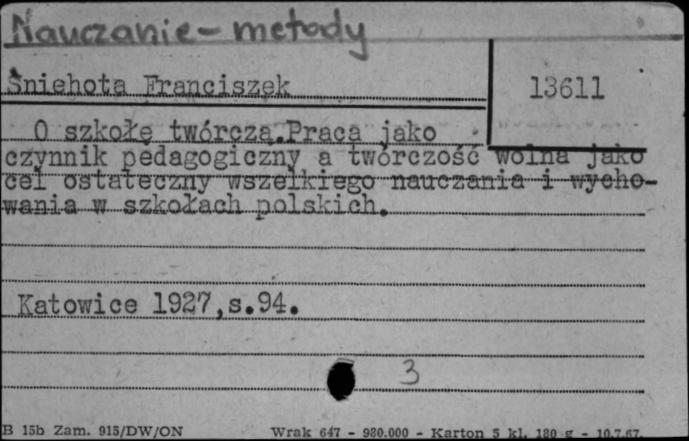 Nauczanie - metody
Śniehota Franciszek
13611
O szkołę twórczą.Praca jako
czynnik pedagogiczny a twórczość wolna jako
cel ostateczny wszelkiego nauczania i wycho-
wania w szkołach polskich.
Katowice 1927,s.94.
3
B 15b Zam. 915/DW/ON Wrak 647 - 980.000 - Karton 5 kl. 180 g - 10.7.67.